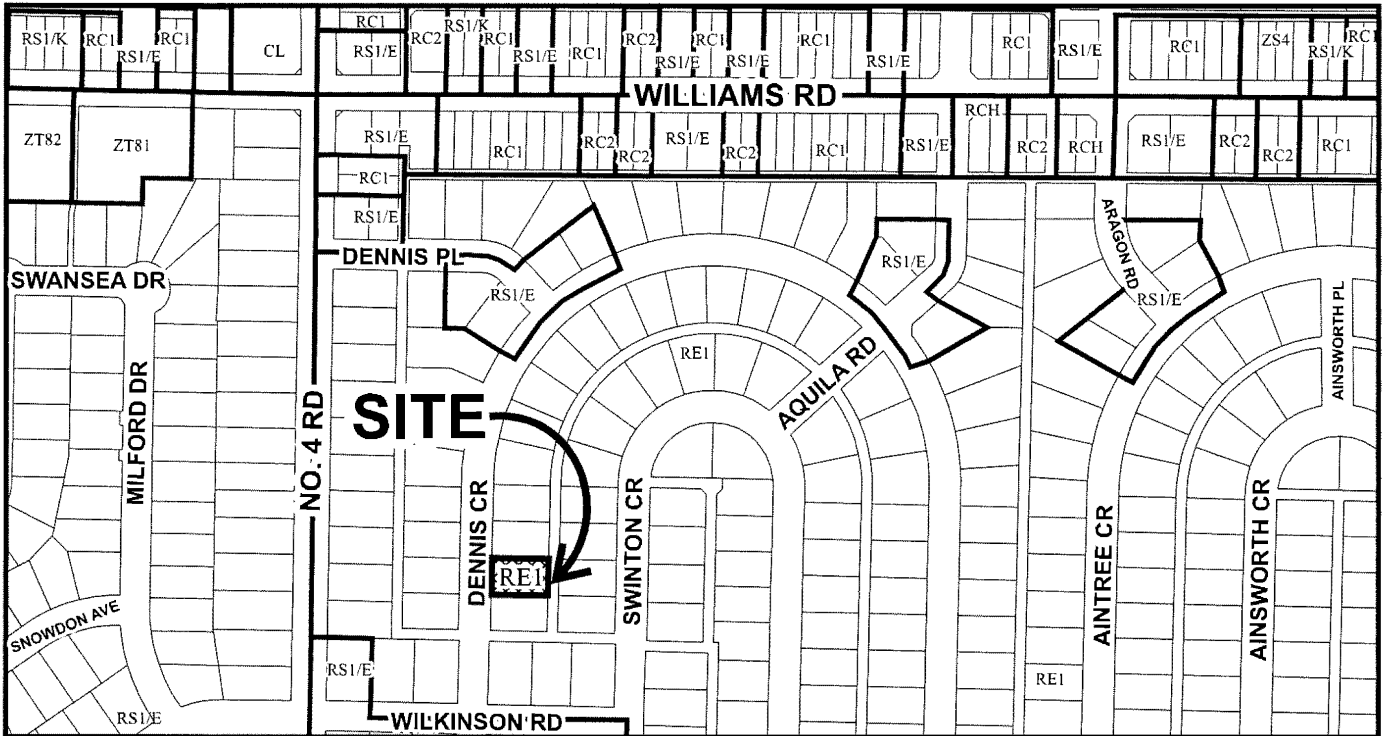 RS1/K
RC1
RS1/E
RC1
CL
RC1
RS1/E
RC2
RS1/K
RC1
RS1/E
RC1
RC2
RS1/E
RC1
RS1/E
RC1
RS1/E
RC1
RS1/E
RC1
ZS4
RS1/K
RC1
WILLIAMS RD
ZT82
ZT81
RS1/E
RC1
RC2
RC2
RS1/E
RC2
RC1
RS1/E
RCH
RC2
RCH
RS1/E
RC2
RC2
RC1
RC1
RS1/E
DENNIS PL
SWANSEA DR
RS1/E
RS1/E
ARAGON RD
RS1/E
AINSWORTH PL
RE1
AQUILA RD
MILFORD DR
NO. 4 RD
SITE
DENNIS CR
RE1
SWINTON CR
AINTREE CR
AINSWORTH CR
SNOWDON AVE
RS1/E
RE1
RS1/E
WILKINSON RD